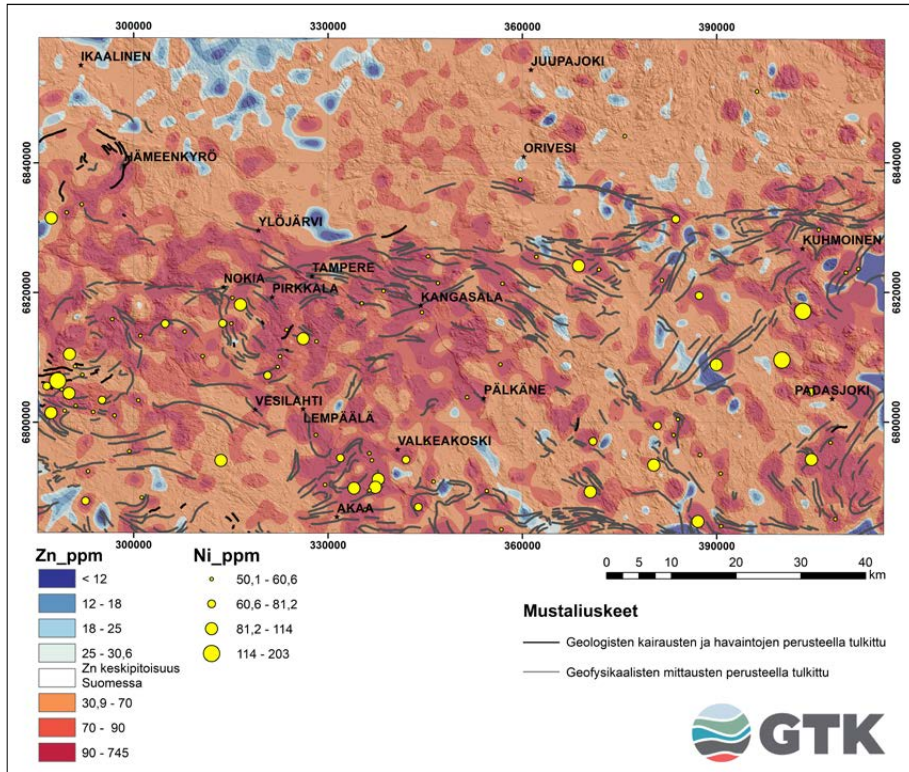 300000
330000
360000
390000
IKAALINEN
JUUPAJOKI
ORIVESI
6840000
6840000
HÄMEENKYRÖ
YLÖJÄRVI
KUHMOINEN
TAMPERE
NOKIA
PIRKKALA
KANGASALA
6820000
6820000
PÄLKÄNE
PADASJOKI
VESILAHTI
LEMPÄÄLÄ
6800000
6800000
VALKEAKOSKI
AKAA
300000
330000
360000
390000
Zn_ppm
< 12
12 - 18
18 - 25
25 - 30,6
Zn keskipitoisuus
Suomessa
30,9 - 70
70 - 90
90 - 745
Ni_ppm
50,1 - 60,6
60,6 - 81,2
81,2 - 114
114 - 203
0 5 10 20 30 40
km
Mustaliuskeet
Geologisten kairausten ja havaintojen perusteella tulkittu
Geofysikaalisten mittausten perusteella tulkittu
GTK